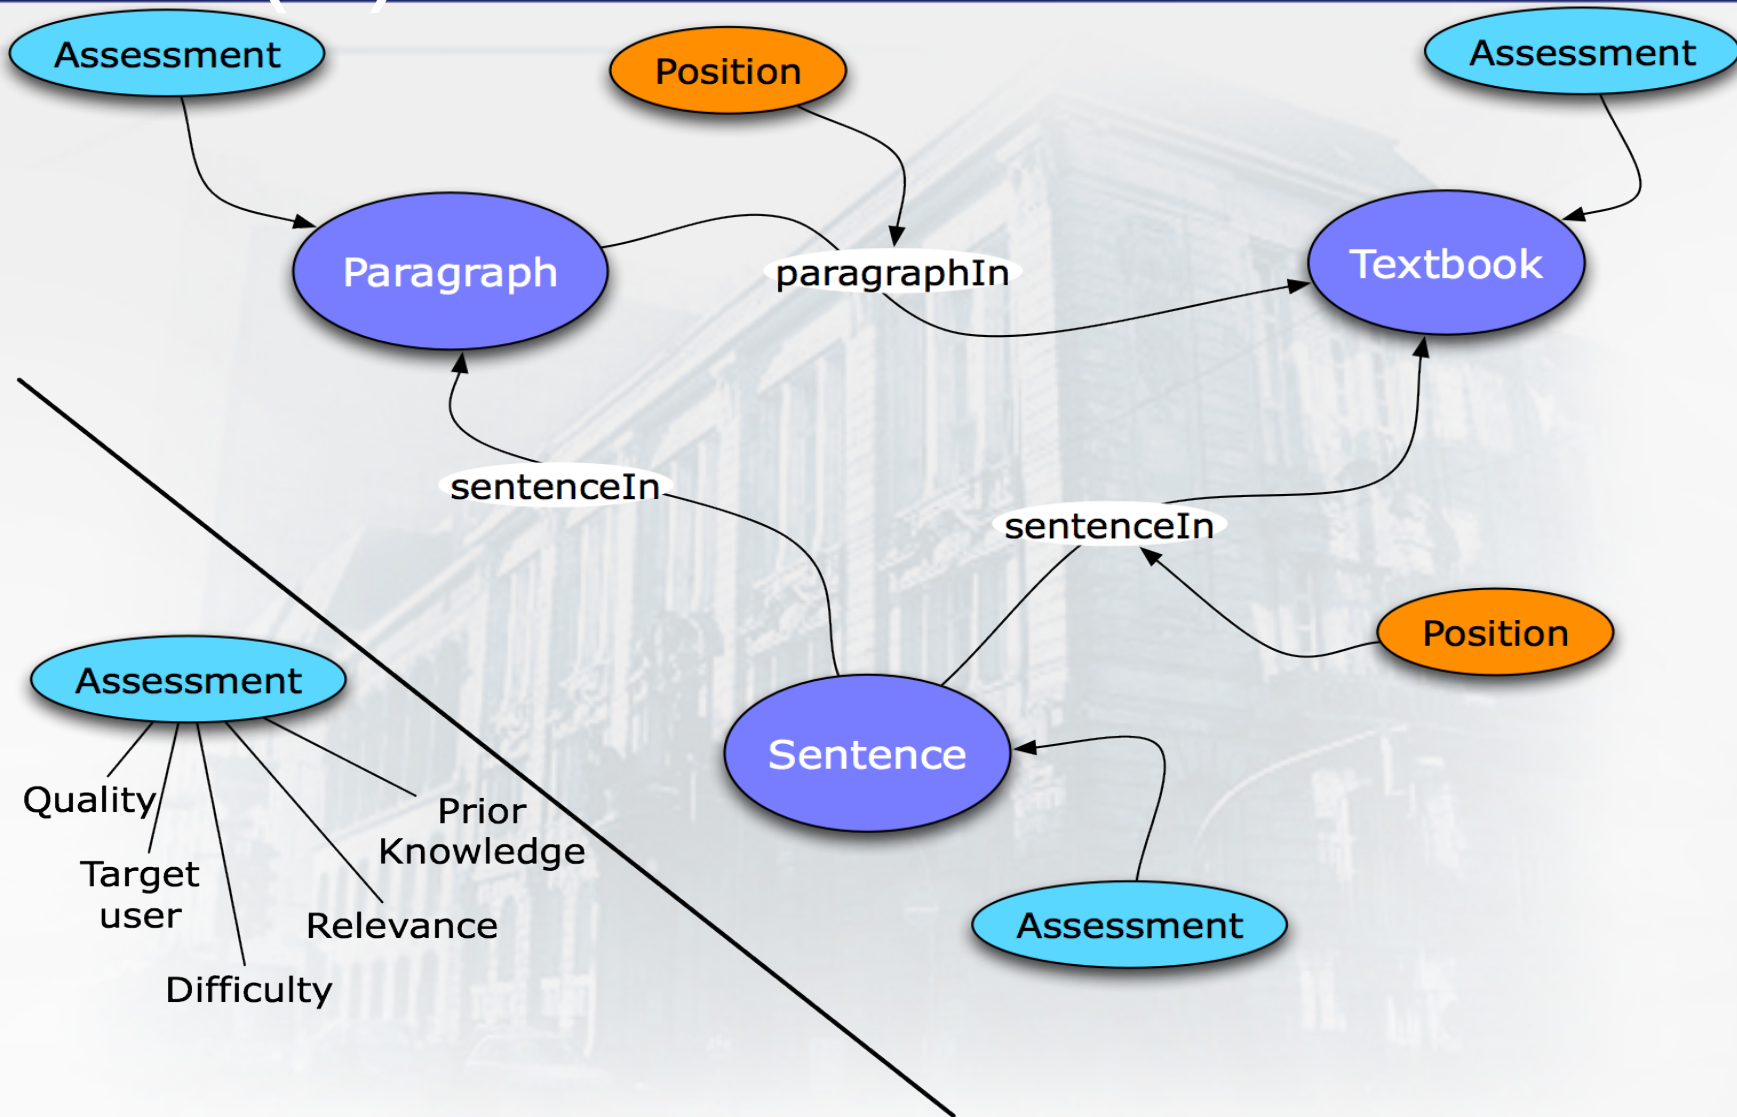 Assessment
Position
Assessment
Paragraph
paragraphIn
Textbook
sentenceIn
sentenceIn
Position
Assessment
Sentence
Quality
Prior
Knowledge
Target
user
Relevance
Assessment
Difficulty